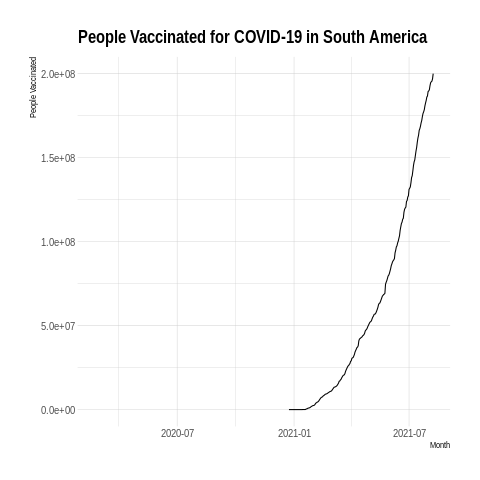 People Vaccinated for COVID-19 in South America
People Vaccinated
2.0e+08
1.5e+08
1.0e+08
5.0e+07
0.0e+00
2020-07
2021-01
2021-07
Month